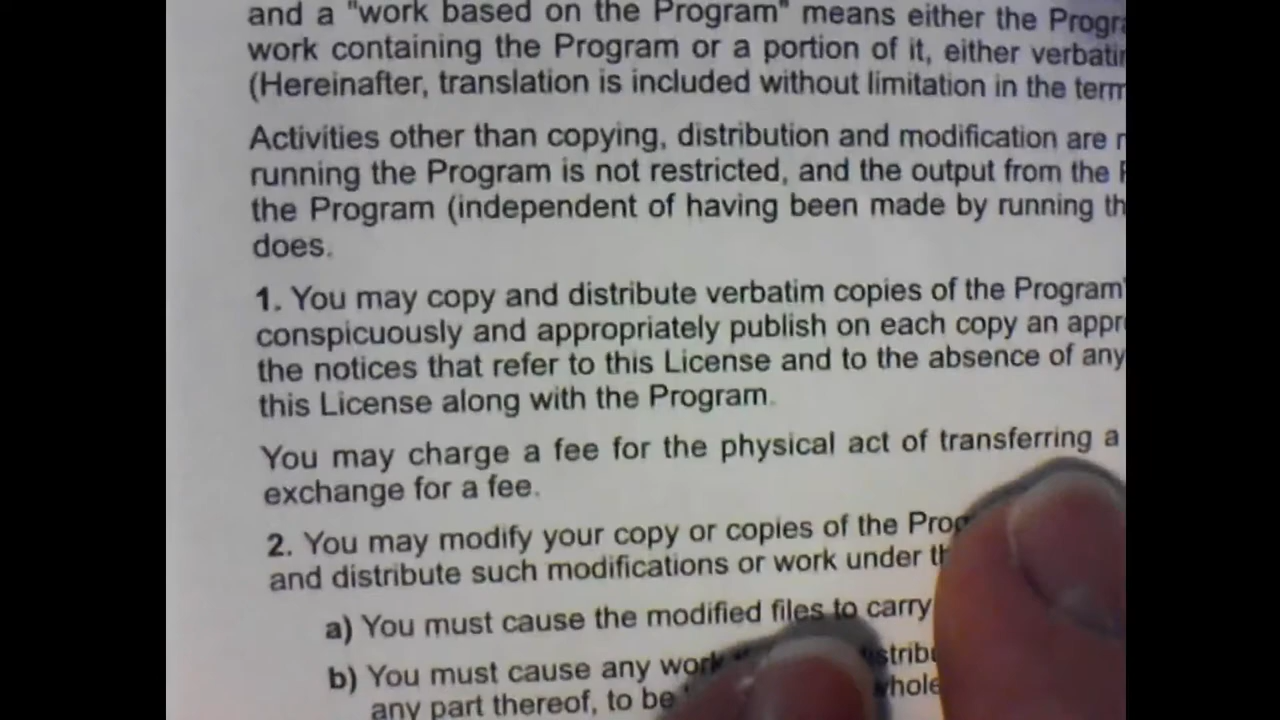 and a "work based on the Program" means either the Progra
work containing the Program or a portion of it, either verbatim
(Hereinafter, translation is included without limitation in the term
Activities other than copying, distribution and modification are
running the Program is not restricted, and the output from the
the Program (independent of having been made by running th
does.
1. You may copy and distribute verbatim copies of the Program'
conspicuously and appropriately publish on each copy an appr
the notices that refer to this License and to the absence of any
this License along with the Program.
You may charge a fee for the physical act of transferring a
exchange for a fee.
2. You may modify your copy or copies of the Prog
and distribute such modifications or work under th
a) You must cause the modified files to carry
b) You must cause any work distribu
any part thereof, to be whole